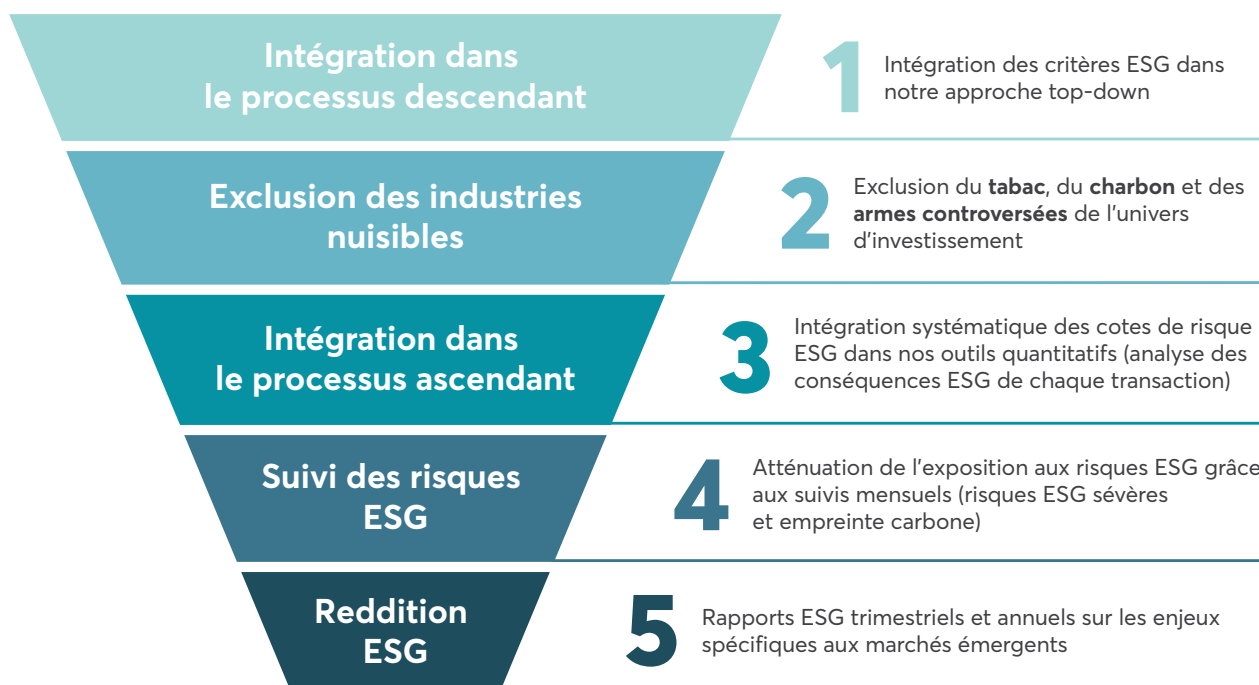 Intégration dans
le processus descendant
1
Intégration des critères ESG dans
notre approche top-down
Exclusion des industries
nuisibles
2
Exclusion du tabac, du charbon et des
armes controversées de l'univers
d'investissement
Intégration dans
le processus ascendant
3
Intégration systématique des cotes de risque
ESG dans nos outils quantitatifs (analyse des
conséquences ESG de chaque transaction)
Suivi des risques
ESG
4
Atténuation de l'exposition aux risques ESG grâce
aux suivis mensuels (risques ESG sévères
et empreinte carbone)
Reddition
ESG
5
Rapports ESG trimestriels et annuels sur les enjeux
spécifiques aux marchés émergents